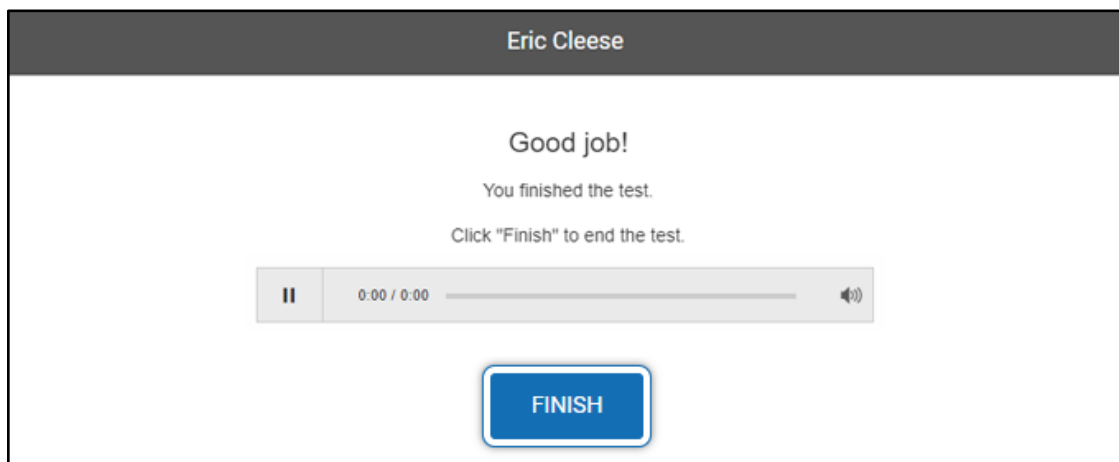 Eric Cleese
Good job!
You finished the test.
Click "Finish" to end the test.
0:00 / 0:00
FINISH